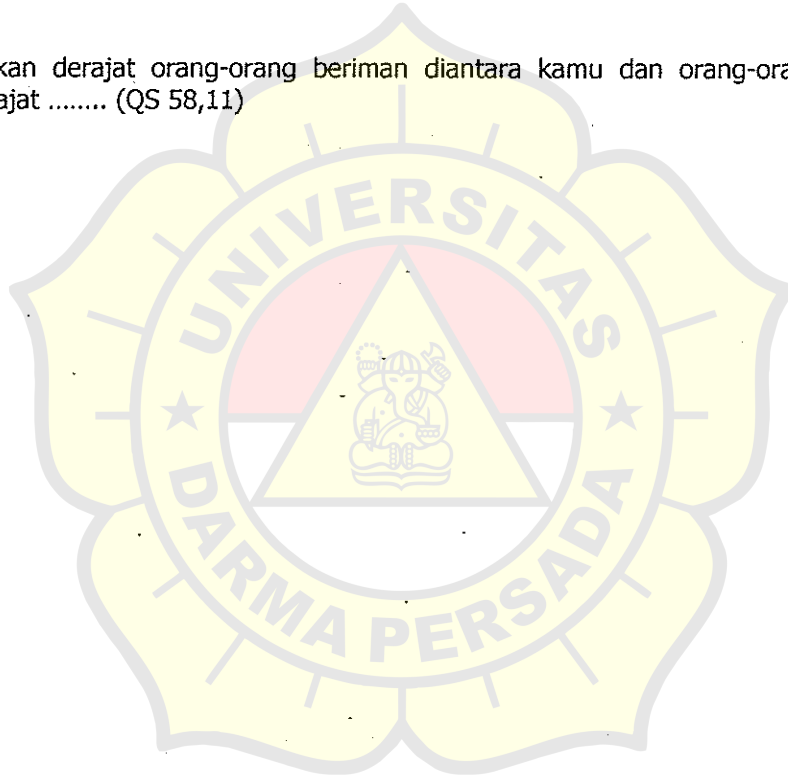 kan derajat orang-orang beriman diantara kamu dan orang-ora
ajat ........ (QS 58,11)
UNIVERSITAS
DARMA PERSADA